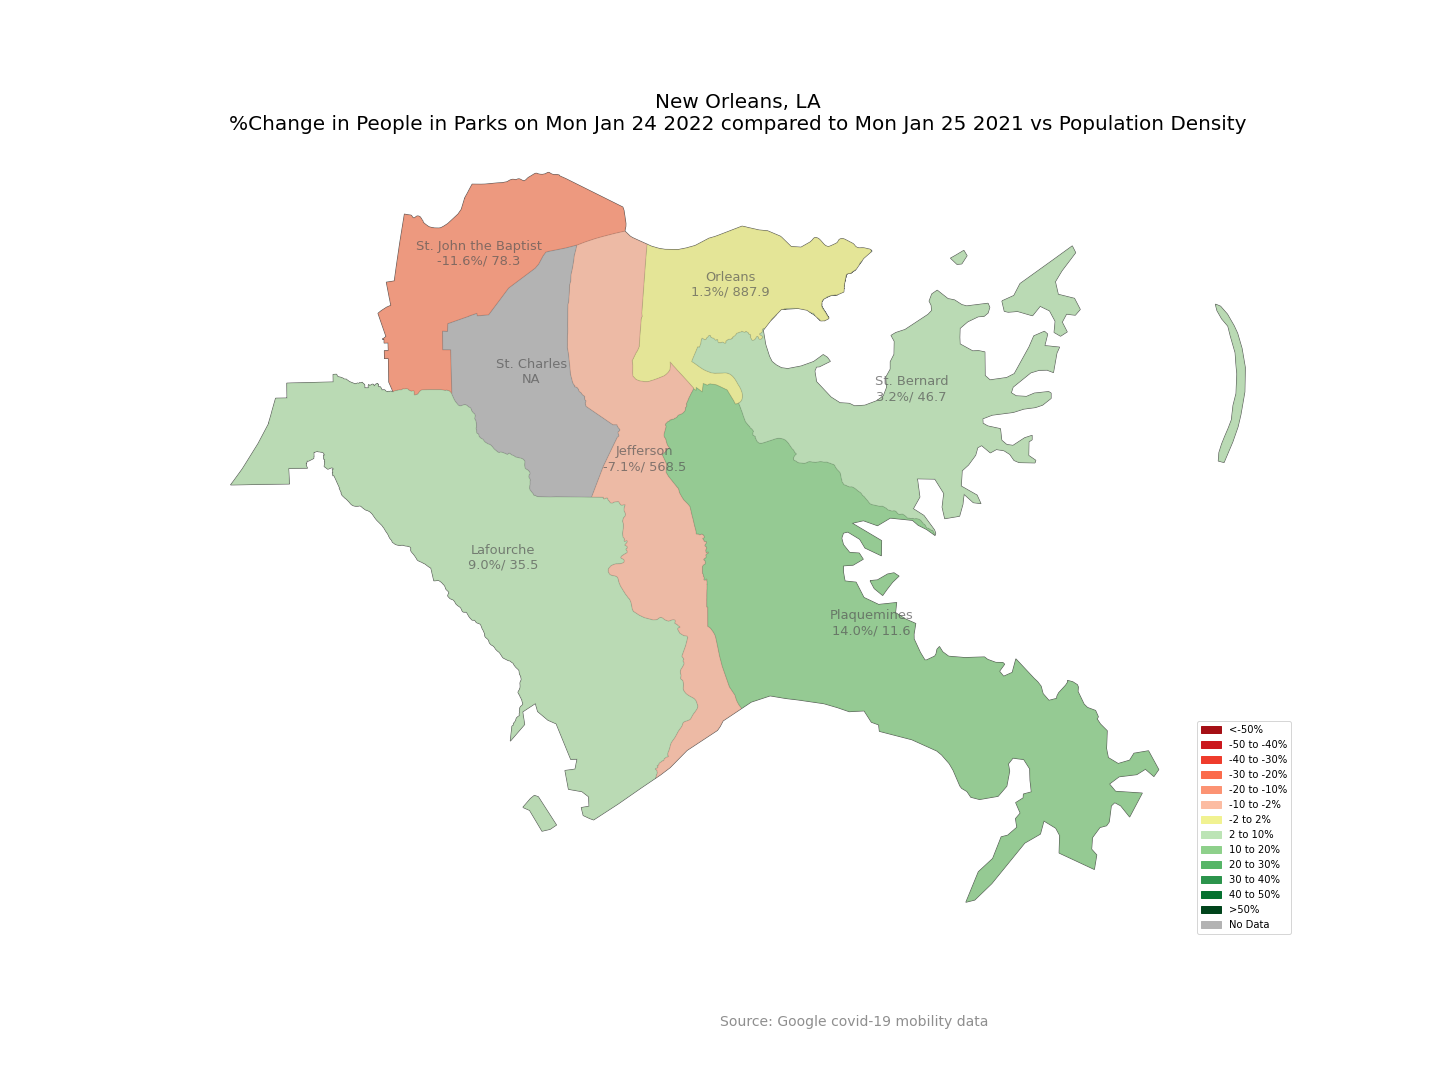 New Orleans, LA
%Change in People in Parks on Mon Jan 24 2022 compared to Mon Jan 25 2021 vs Population Density
St. John the Baptist
-11.6%/ 78.3
Orleans
1.3%/ 887.9
St. Charles
NA
St. Bernard
3.2%/ 46.7
Jefferson
-7.1%/ 568.5
Lafourche
9.0%/ 35.5
Plaquemines
14.0%/ 11.6
<-50%
-50 to -40%
-40 to -30%
-30 to -20%
-20 to -10%
-10 to -2%
-2 to 2%
2 to 10%
10 to 20%
20 to 30%
30 to 40%
40 to 50%
>50%
No Data
Source: Google covid-19 mobility data